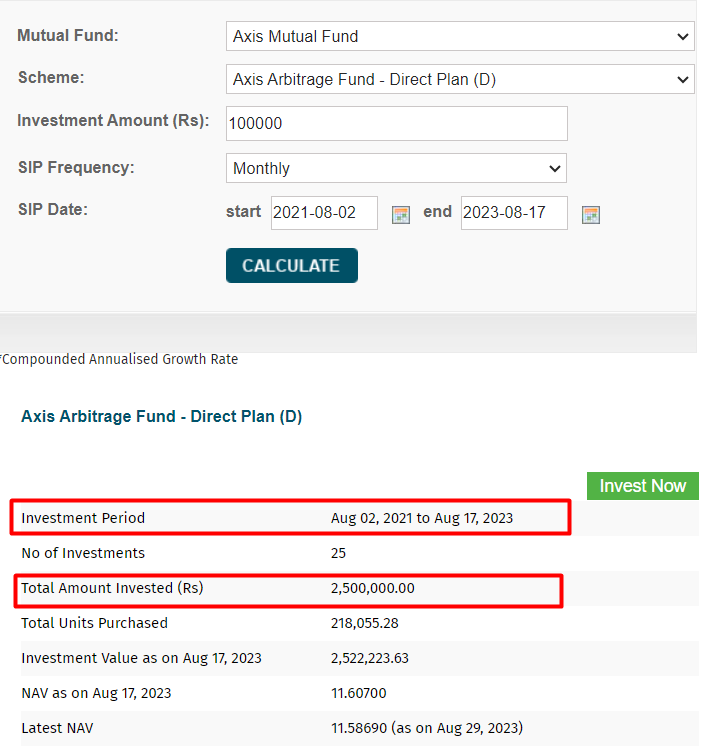 Mutual Fund: Axis Mutual Fund
Scheme: Axis Arbitrage Fund - Direct Plan (D)
Investment Amount (Rs): 100000
SIP Frequency: Monthly
SIP Date: start 2021-08-02 end 2023-08-17
CALCULATE
*Compounded Annualised Growth Rate
Axis Arbitrage Fund - Direct Plan (D)
Invest Now
Investment Period Aug 02, 2021 to Aug 17, 2023
No of Investments 25
Total Amount Invested (Rs) 2,500,000.00
Total Units Purchased 218,055.28
Investment Value as on Aug 17, 2023 2,522,223.63
NAV as on Aug 17, 2023 11.60700
Latest NAV 11.58690 (as on Aug 29, 2023)